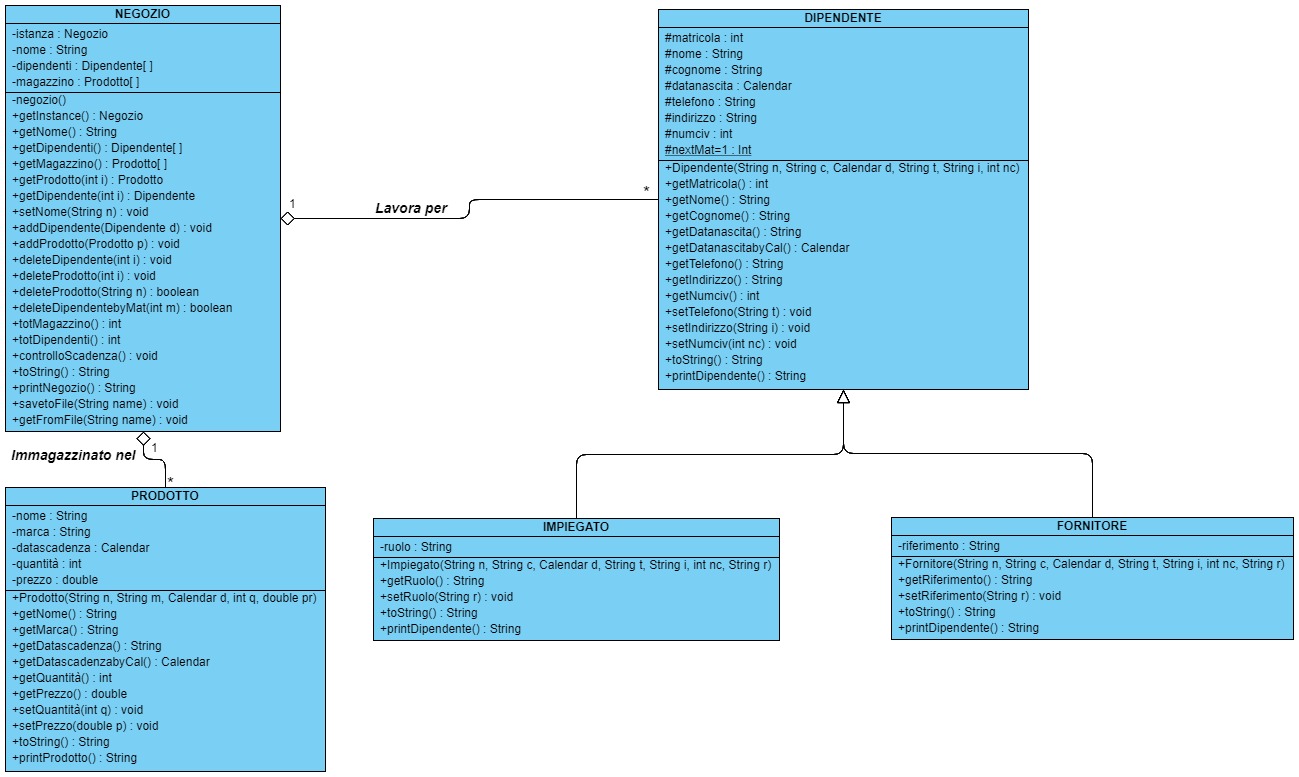 NEGOZIO
-istanza : Negozio
-nome : String
-dipendenti : Dipendente[ ]
-magazzino : Prodotto[ ]
-negozio()
+getInstance() : Negozio
+getNome() : String
+getDipendenti() : Dipendente[ ]
+getMagazzino() : Prodotto[ ]
+getProdotto(int i) : Prodotto
+getDipendente(int i) : Dipendente
+setNome(String n) : void
+addDipendente(Dipendente d) : void
+addProdotto(Prodotto p) : void
+deleteDipendente(int i) : void
+deleteProdotto(int i) : void
+deleteProdotto(String n) : boolean
+deleteDipendentebyMat(int m) : boolean
+totMagazzino() : int
+totDipendenti() : int
+controlloScadenza() : void
+toString() : String
+printNegozio() : String
+savetoFile(String name) : void
+getFromFile(String name) : void
1
Lavora per
*
DIPENDENTE
#matricola : int
#nome : String
#cognome : String
#datanascita : Calendar
#telefono : String
#indirizzo : String
#numciv : int
#nextMat=1 : Int
+Dipendente(String n, String c, Calendar d, String t, String i, int nc)
+getMatricola() : int
+getNome() : String
+getCognome() : String
+getDatanascita() : String
+getDatanascitabyCal() : Calendar
+getTelefono() : String
+getIndirizzo() : String
+getNumciv() : int
+setTelefono(String t) : void
+setIndirizzo(String i) : void
+setNumciv(int nc) : void
+toString() : String
+printDipendente() : String
1
Immagazzinato nel
*
PRODOTTO
-nome : String
-marca : String
-datascadenza : Calendar
-quantità : int
-prezzo : double
+Prodotto(String n, String m, Calendar d, int q, double pr)
+getNome() : String
+getMarca() : String
+getDatascadenza() : String
+getDatascadenzabyCal() : Calendar
+getQuantità() : int
+getPrezzo() : double
+setQuantità(int q) : void
+setPrezzo(double p) : void
+toString() : String
+printProdotto() : String
IMPIEGATO
-ruolo : String
+Impiegato(String n, String c, Calendar d, String t, String i, int nc, String r)
+getRuolo() : String
+setRuolo(String r) : void
+toString() : String
+printDipendente() : String
FORNITORE
-riferimento : String
+Fornitore(String n, String c, Calendar d, String t, String i, int nc, String r)
+getRiferimento() : String
+setRiferimento(String r) : void
+toString() : String
+printDipendente() : String